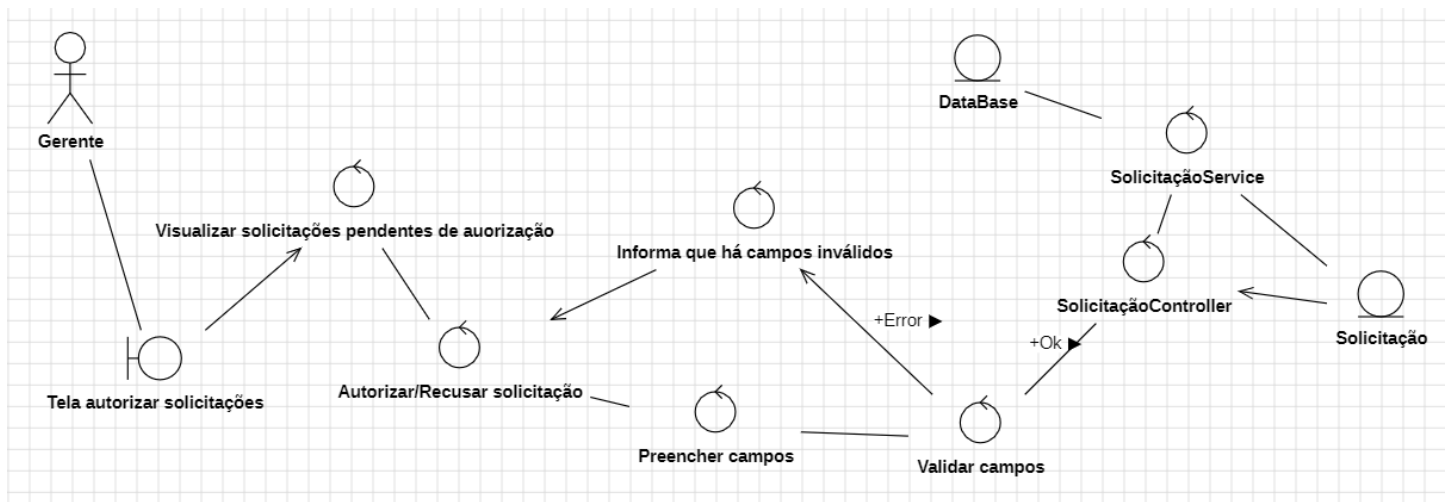 DataBase
Gerente
SolicitaçãoService
Visualizar solicitações pendentes de auorização
Informa que há campos inválidos
SolicitaçãoController
+Error ▶
Solicitação
+Ok ▶
Autorizar/Recusar solicitação
Tela autorizar solicitações
Preencher campos
Validar campos